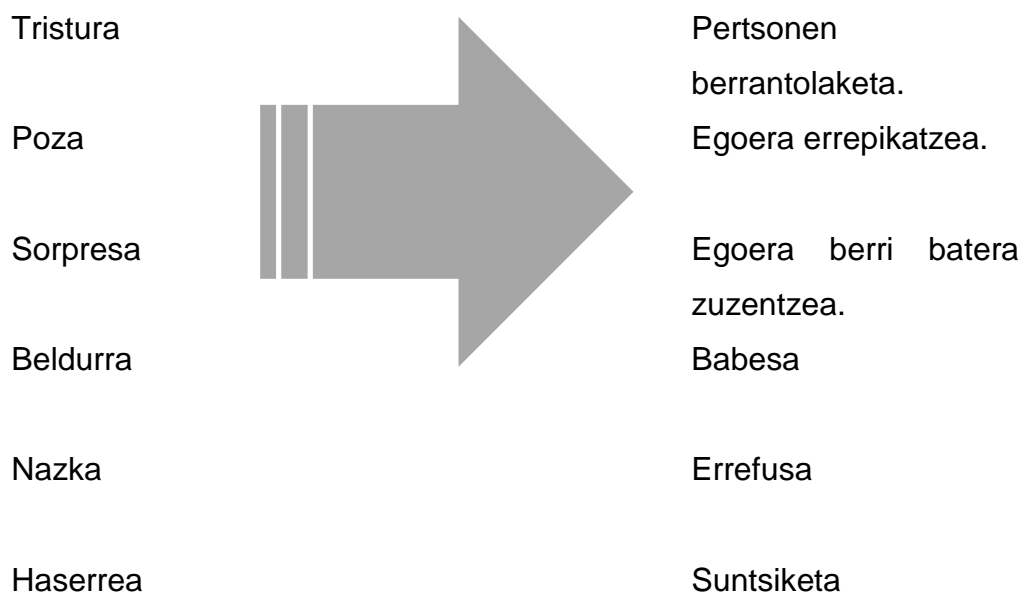 Tristura
Pertsonen
berrantolaketa.
Poza
Egoera errepikatzea.
Sorpresa
Egoera berri batera
zuzentzea.
Beldurra
Babesa
Nazka
Errefusa
Haserrea
Suntsiketa